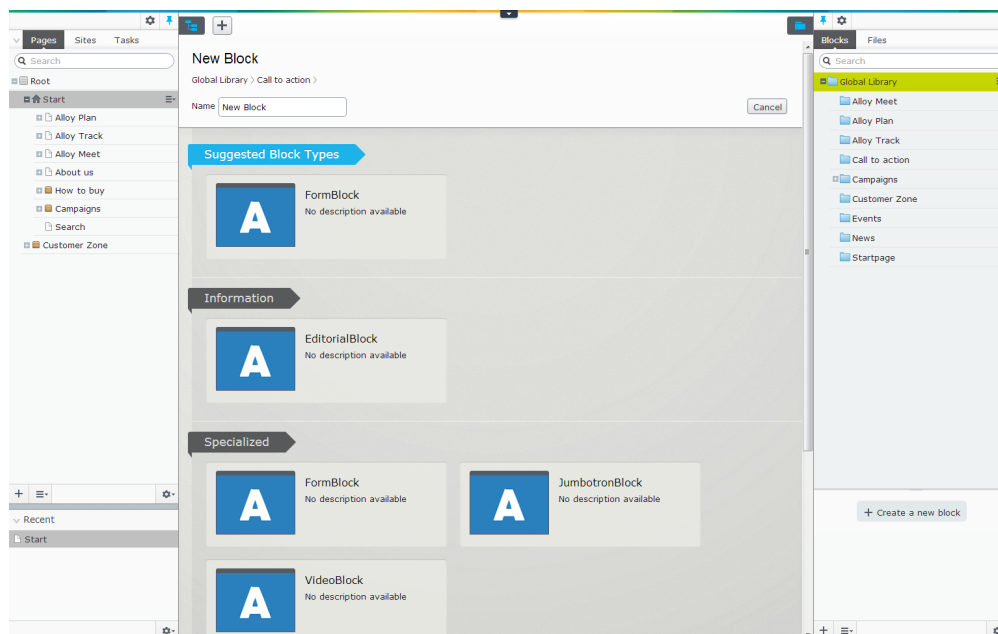 Pages Sites Tasks
Search
Root
Start
Alloy Plan
Alloy Track
Alloy Meet
About us
How to buy
Campaigns
Search
Customer Zone
Recent
Start
New Block
Global Library > Call to action >
Name New Block
Cancel
Suggested Block Types
A
FormBlock
No description available
Information
A
EditorialBlock
No description available
Specialized
A
FormBlock
No description available
A
JumbotronBlock
No description available
A
VideoBlock
No description available
Blocks Files
Search
Global Library
Alloy Meet
Alloy Plan
Alloy Track
Call to action
Campaigns
Customer Zone
Events
News
Startpage
+ Create a new block